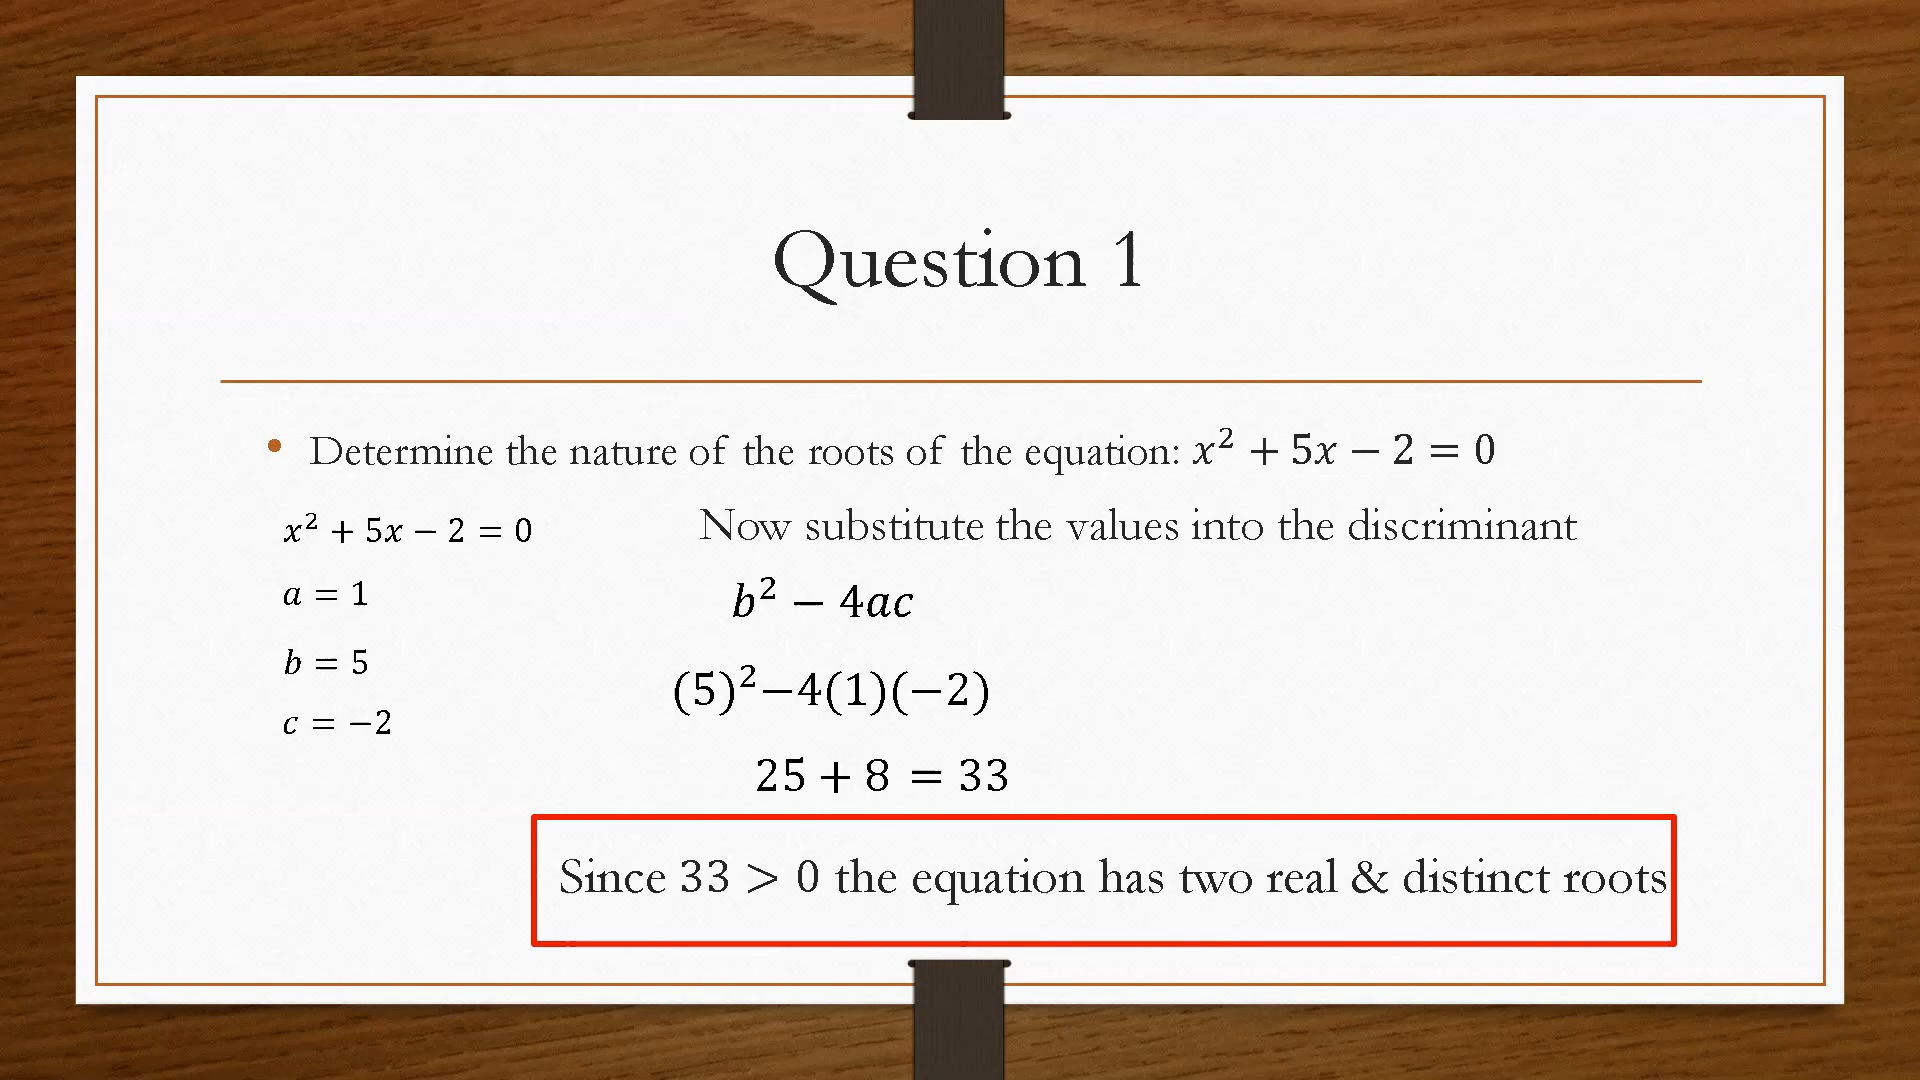 Question 1
• Determine the nature of the roots of the equation: x² + 5x − 2 = 0
x² + 5x − 2 = 0
a = 1
b = 5
c = −2
Now substitute the values into the discriminant
b² − 4ac
(5)²−4(1)(−2)
25 + 8 = 33
Since 33 > 0 the equation has two real & distinct roots